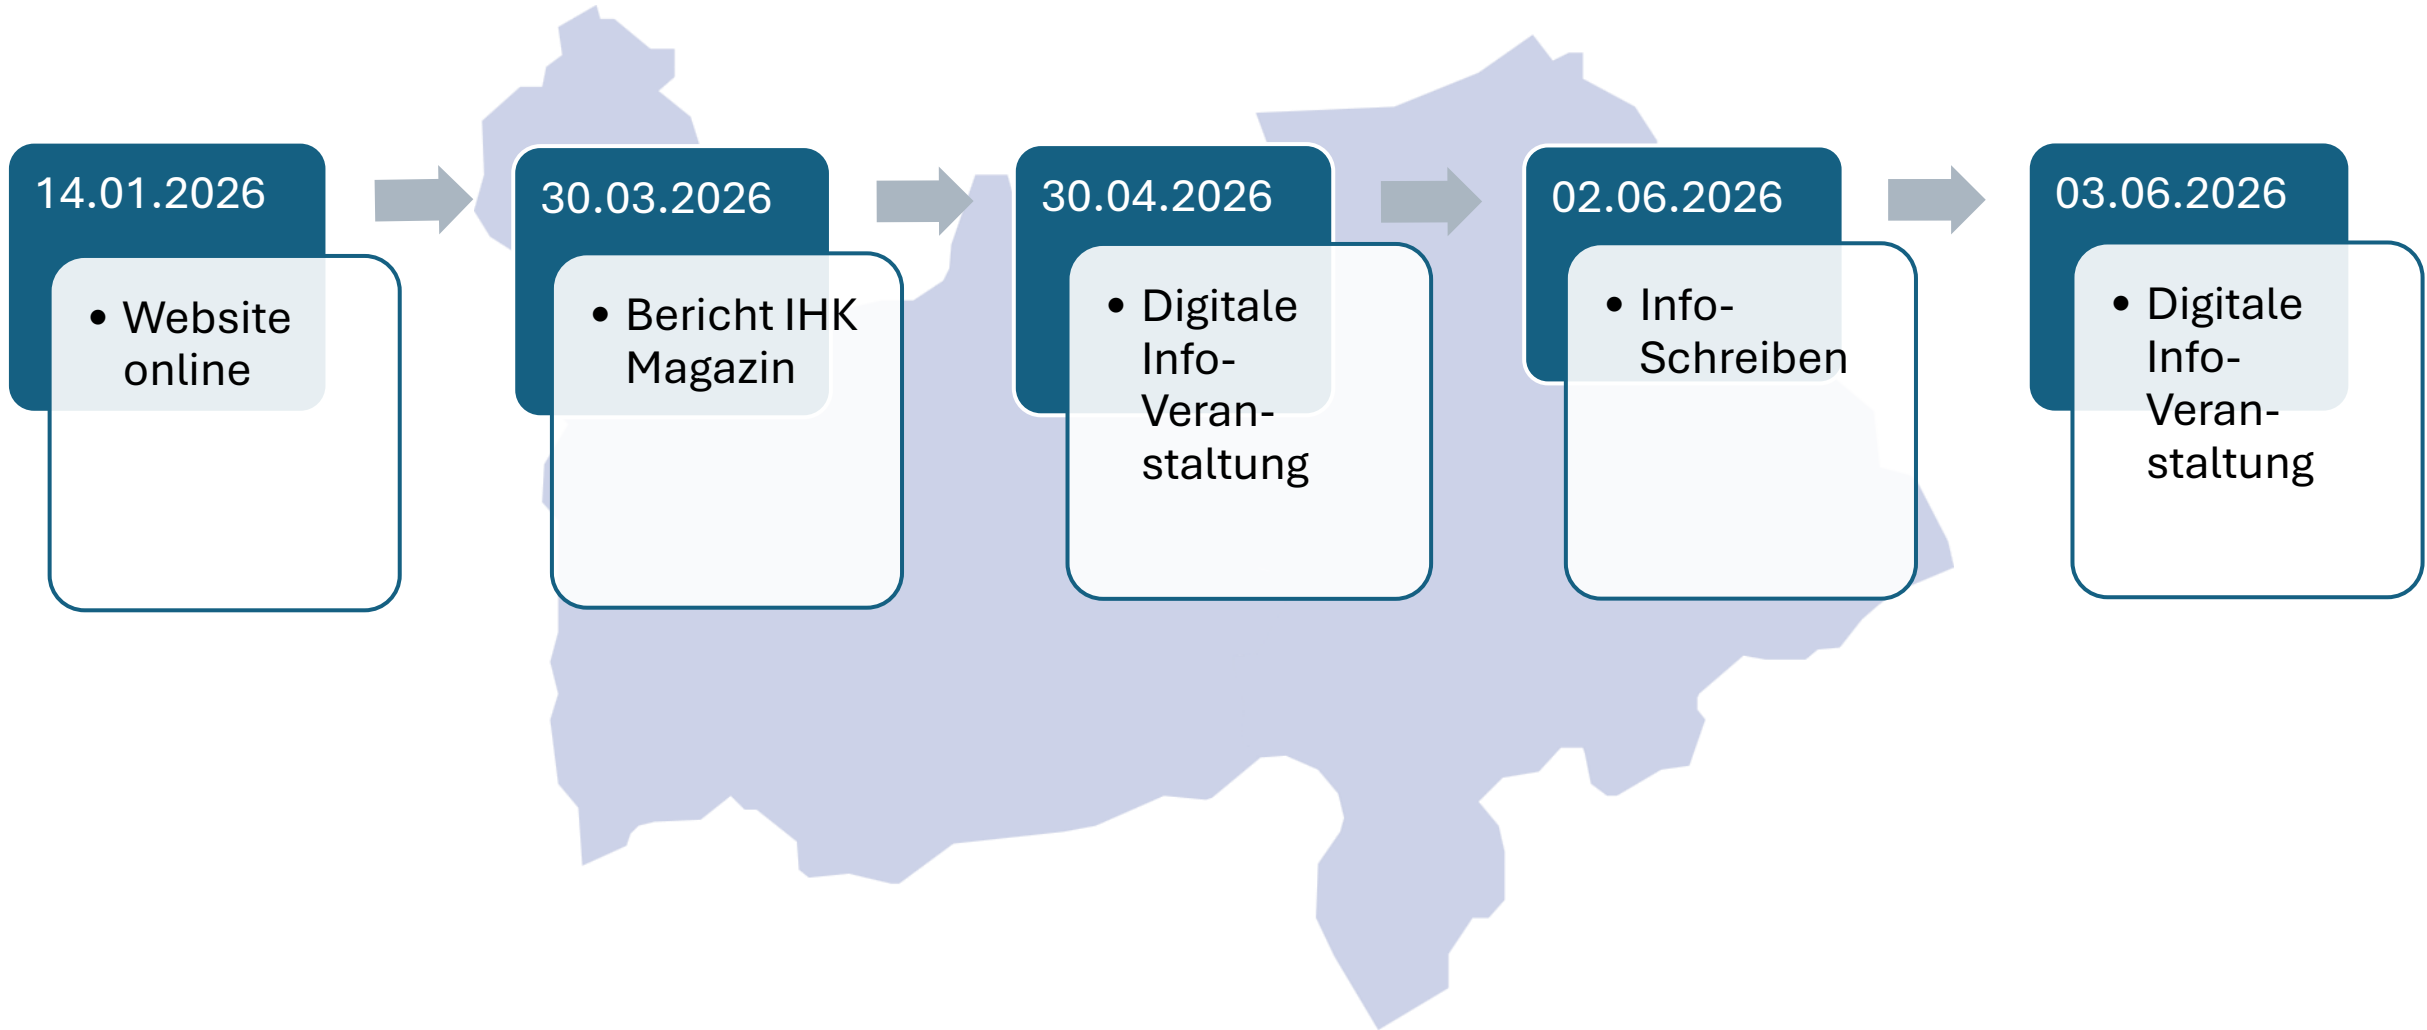 14.01.2026
• Website
online
30.03.2026
• Bericht IHK
Magazin
30.04.2026
• Digitale
Info-
Veran-
staltung
02.06.2026
• Info-
Schreiben
03.06.2026
• Digitale
Info-
Veran-
staltung